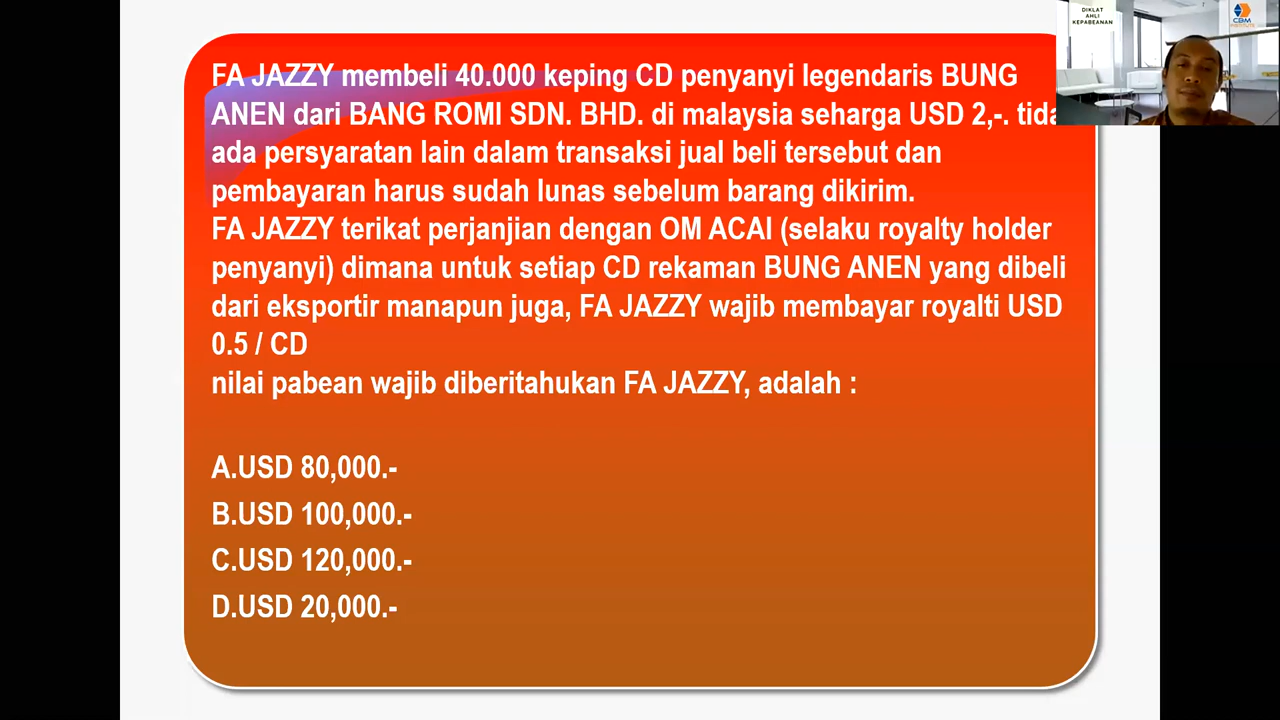 DIKLAT
AHLI
KEPABEANAN
CBM
INSTITUTE
FA JAZZY membeli 40.000 keping CD penyanyi legendaris BUNG
ANEN dari BANG ROMI SDN. BHD. di malaysia seharga USD 2,-.
ada persyaratan lain dalam transaksi jual beli tersebut dan
pembayaran harus sudah lunas sebelum barang dikirim.
FA JAZZY terikat perjanjian dengan OM ACAI (selaku royalty holder
penyanyi) dimana untuk setiap CD rekaman BUNG ANEN yang dibeli
dari eksportir manapun juga, FA JAZZY wajib membayar royalti USD
0.5 / CD
nilai pabean wajib diberitahukan FA JAZZY, adalah :
A.USD 80,000.-
B.USD 100,000.-
C.USD 120,000.-
D.USD 20,000.-